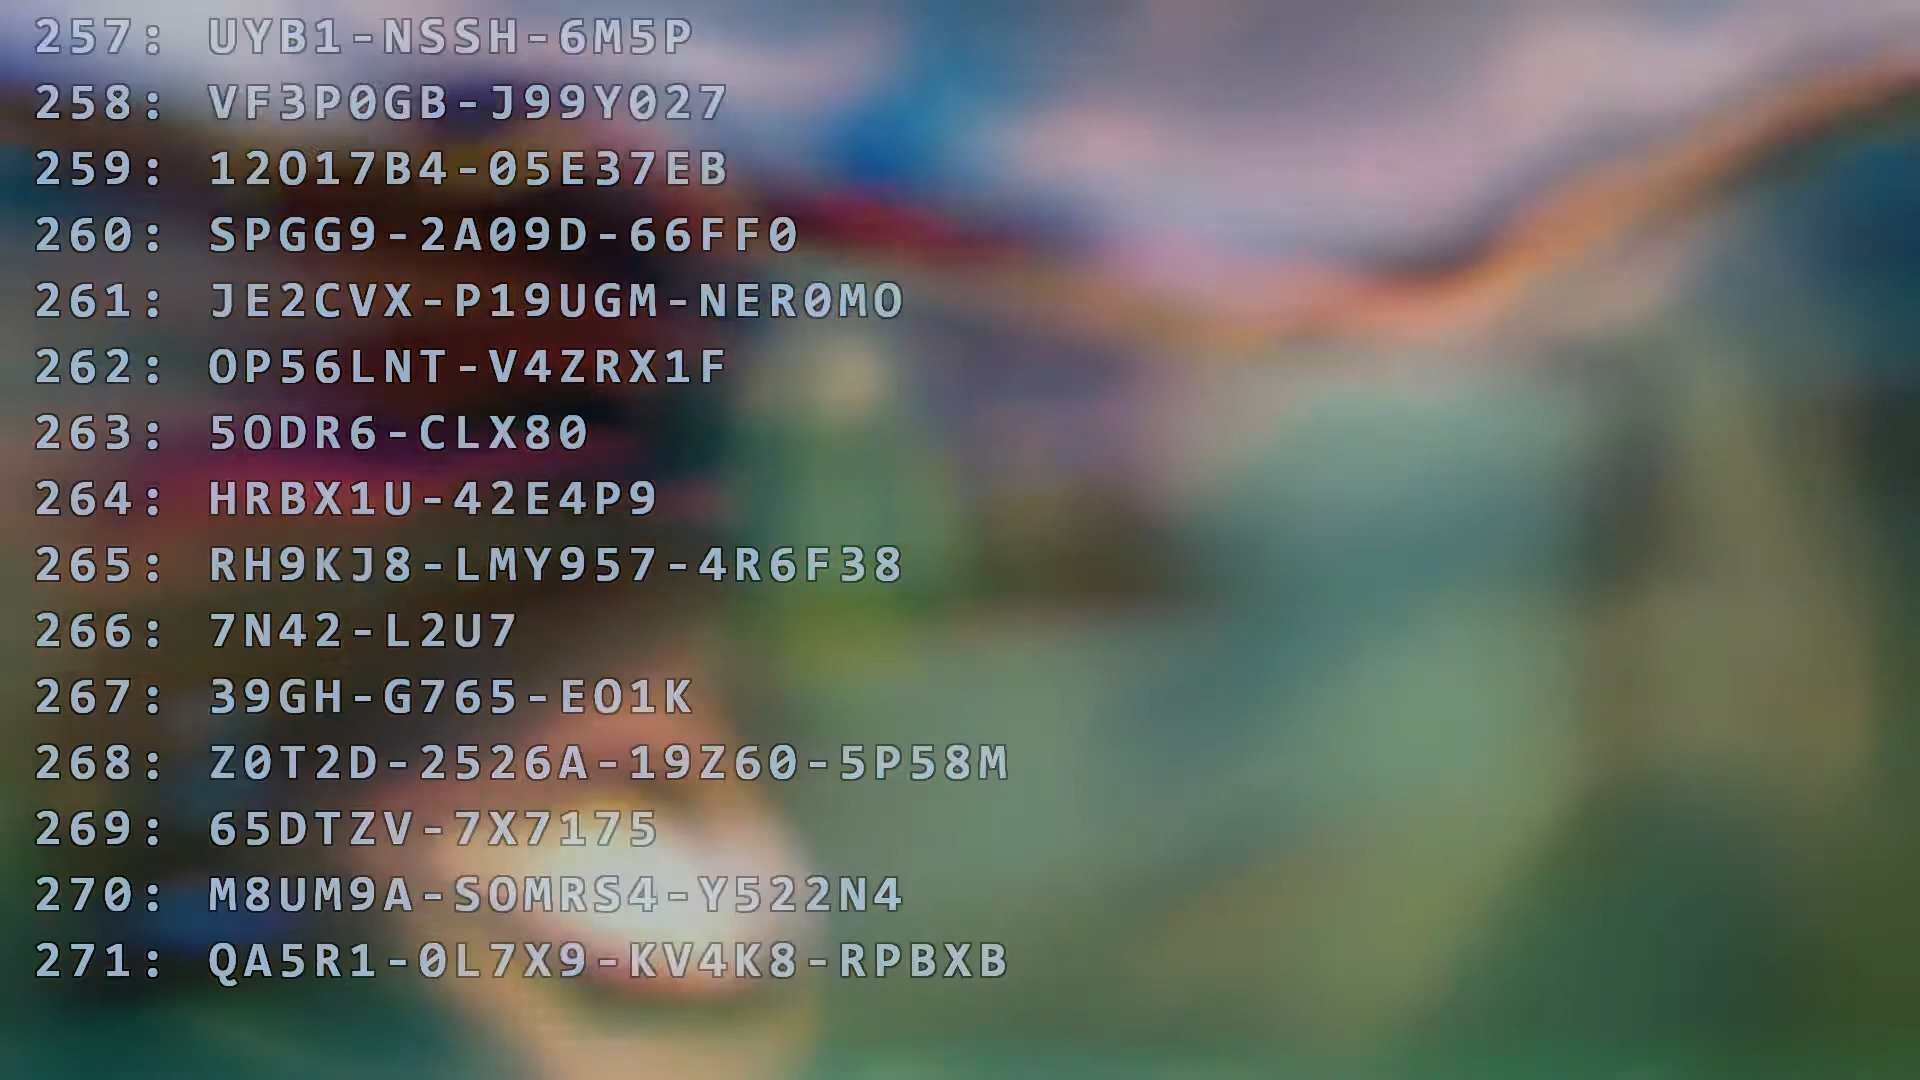 257: UYB1-NSSH-6M5P
258: VF3P0GB-J99Y027
259: 12O17B4-05E37EB
260: SPGG9-2A09D-66FF0
261: JE2CVX-P19UGM-NER0MO
262: OP56LNT-V4ZRX1F
263: 5ODR6-CLX80
264: HRBX1U-42E4P9
265: RH9KJ8-LMY957-4R6F38
266: 7N42-L2U7
267: 39GH-G765-EO1K
268: Z0T2D-2526A-19Z60-5P58M
269: 65DTZV-7X7175
270: M8UM9A-SOMRS4-Y522N4
271: QA5R1-0L7X9-KV4K8-RPBXB